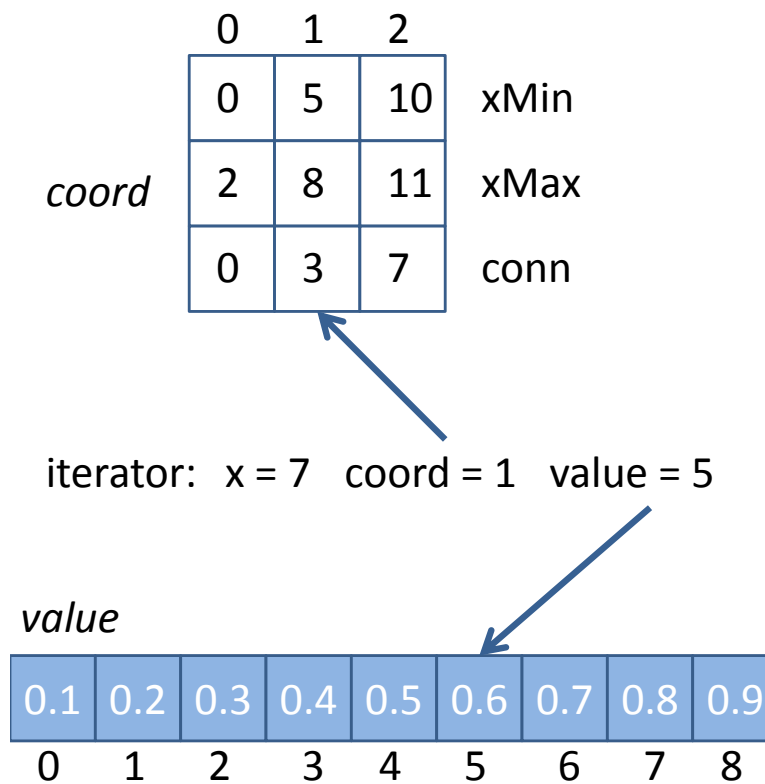 0 1 2
0 5 10 xMin
coord 2 8 11 xMax
0 3 7 conn
iterator: x = 7 coord = 1 value = 5
value
0.1 0.2 0.3 0.4 0.5 0.6 0.7 0.8 0.9
0 1 2 3 4 5 6 7 8